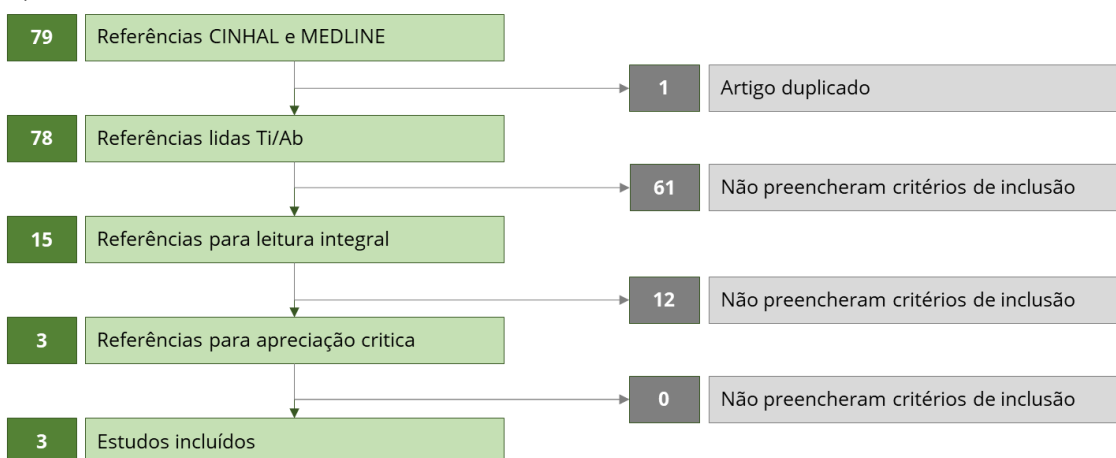 79 Referências CINHAL e MEDLINE
1 Artigo duplicado
78 Referências lidas Ti/Ab
61 Não preencheram critérios de inclusão
15 Referências para leitura integral
12 Não preencheram critérios de inclusão
3 Referências para apreciação critica
0 Não preencheram critérios de inclusão
3 Estudos incluídos